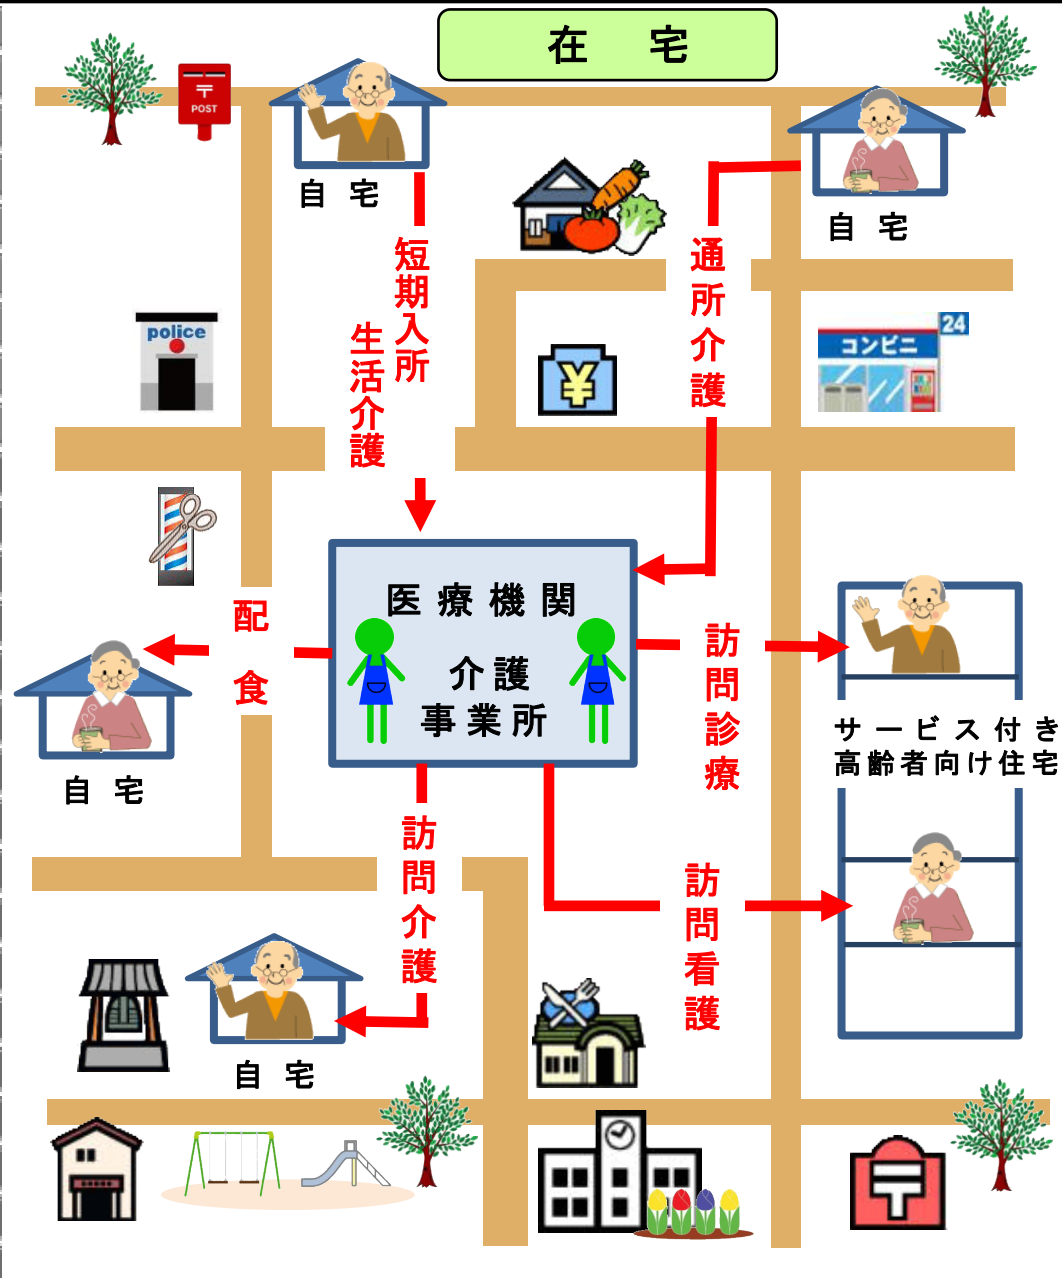 在 宅
POST
自 宅
自 宅
短期入所
生活介護
通所介護
police
24
コンビニ
¥
配食
医療機関
介護
事業所
訪問診療
サービス付き
高齢者向け住宅
自 宅
訪問介護
訪問看護
自 宅